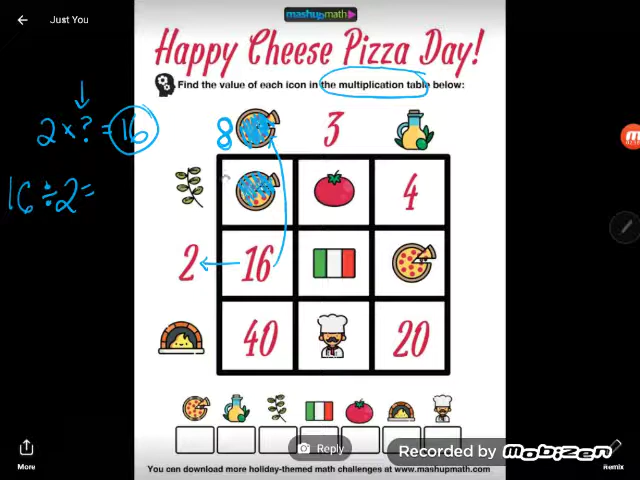 Just You
mashupmath
Happy Cheese Pizza Day!
Find the value of each icon in the multiplication table below:
2 × ? = 16
16 ÷ 2 =
8 3
4
2 16
40 20
Reply
Recorded by Mobizen
More
Remix
You can download more holiday-themed math challenges at www.mashupmath.com